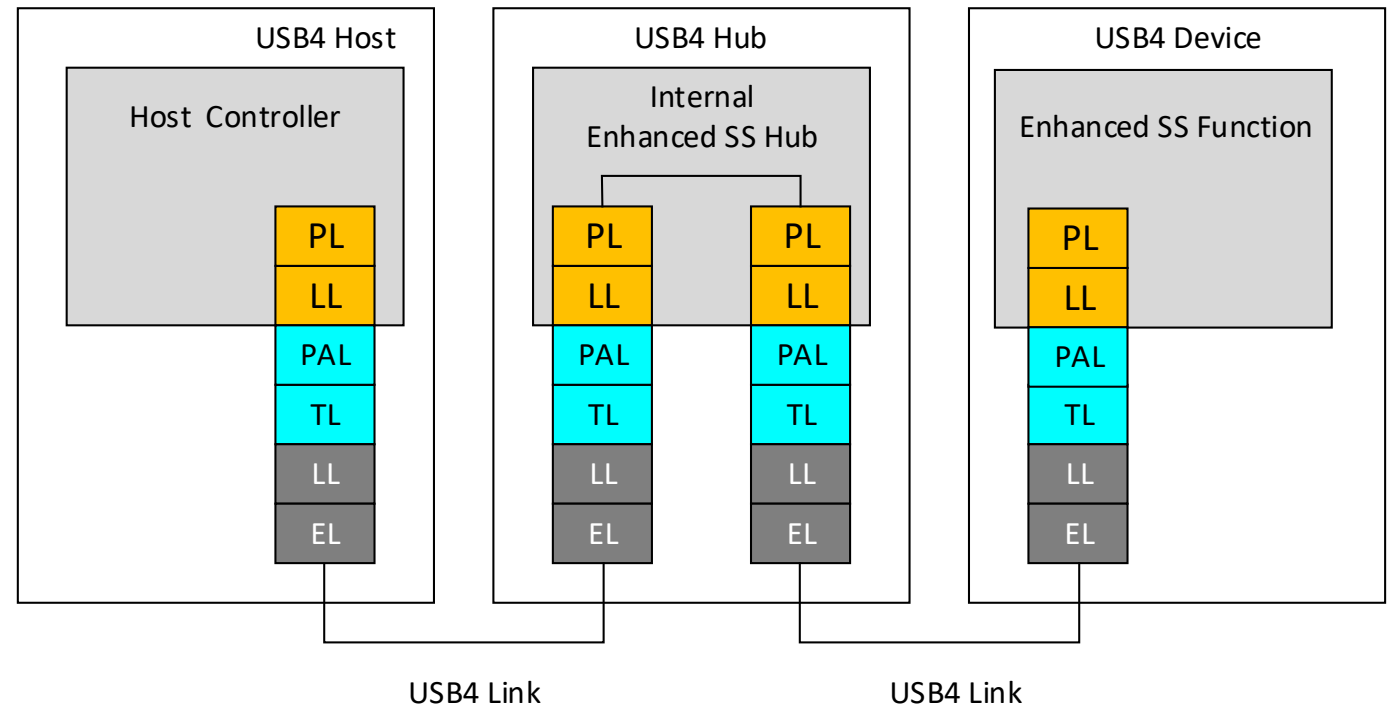 USB4 Host
Host Controller
PL
LL
PAL
TL
LL
EL
USB4 Hub
Internal
Enhanced SS Hub
PL
LL
PAL
TL
LL
EL
PL
LL
PAL
TL
LL
EL
USB4 Device
Enhanced SS Function
PL
LL
PAL
TL
LL
EL
USB4 Link
USB4 Link